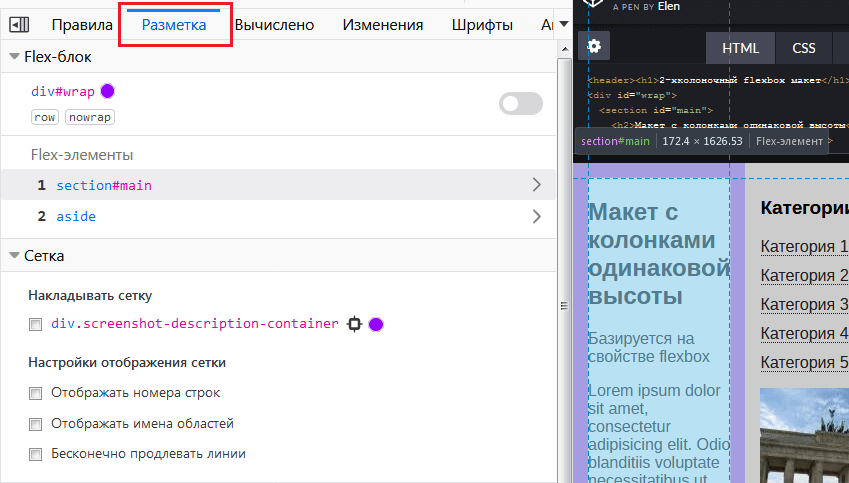 Правила Разметка Вычислено Изменения Шрифты
Flex-блок
div#wrap
row nowrap
Flex-элементы
1 section#main
2 aside
Сетка
Накладывать сетку
div.screenshot-description-container
Настройки отображения сетки
Отображать номера строк
Отображать имена областей
Бесконечно продлевать линии
A PEN BY Elen
HTML CSS
<header><h1>2-хколоночный flexbox макет</h1
<div id="wrap">
<section id="main">
<h2>Макет с колонками одинаковой высоты<
section#main 172.4 × 1626.53 Flex-элемент >
Макет с
колонками
одинаковой
высоты
Базируется на
свойстве flexbox
Lorem ipsum dolor
sit amet,
consectetur
adipisicing elit. Odio
blanditiis voluptate
necessitatibus ut
Категории
Категория 1
Категория 2
Категория 3
Категория 4
Категория 5